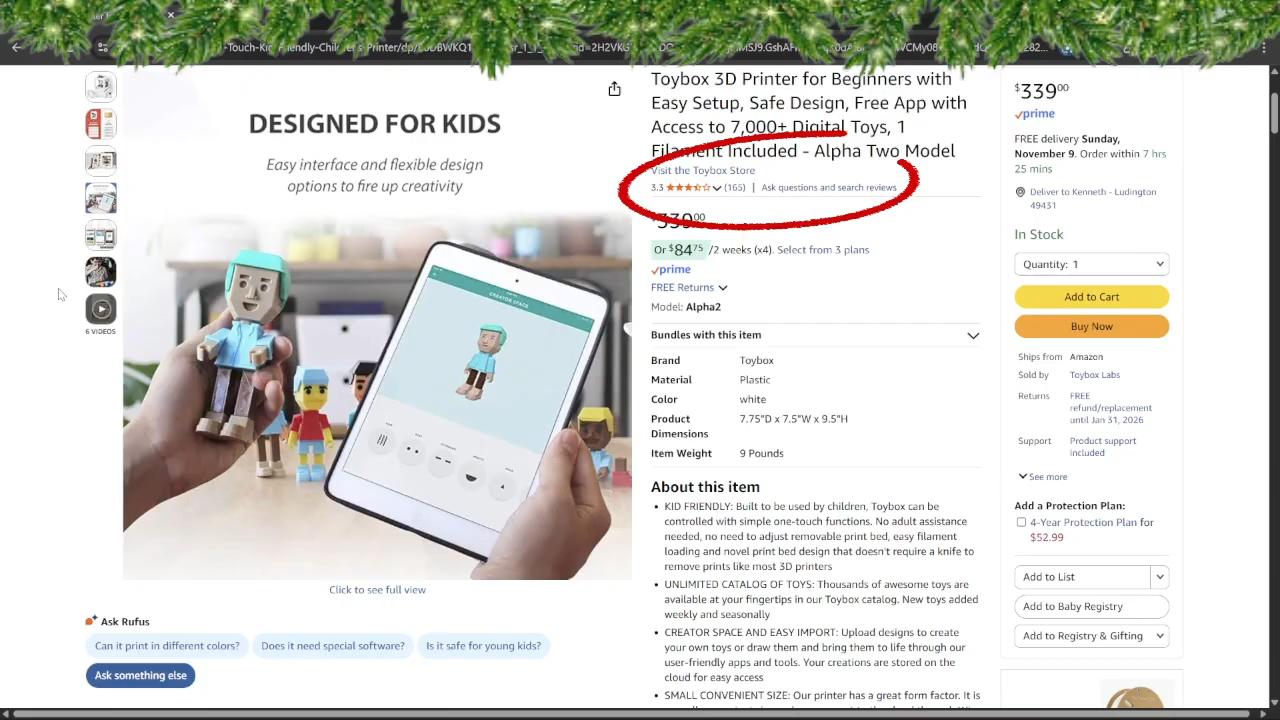 Toybox 3D Printer for Beginners with
Easy Setup, Safe Design, Free App with
Access to 7,000+ Digital Toys, 1
Filament Included - Alpha Two Model
Visit the Toybox Store
3.3 (165) | Ask questions and search reviews
$339.00
Or $84.75 /2 weeks (x4). Select from 3 plans
prime
FREE Returns
Model: Alpha2
Bundles with this item
Brand Toybox
Material Plastic
Color white
Product Dimensions 7.75"D x 7.5"W x 9.5"H
Item Weight 9 Pounds
About this item
• KID FRIENDLY: Built to be used by children, Toybox can be
controlled with simple one-touch functions. No adult assistance
needed, no need to adjust removable print bed, easy filament
loading and novel print bed design that doesn't require a knife to
remove prints like most 3D printers
• UNLIMITED CATALOG OF TOYS: Thousands of awesome toys are
available at your fingertips in our Toybox catalog. New toys added
weekly and seasonally
• CREATOR SPACE AND EASY IMPORT: Upload designs to create
your own toys or draw them and bring them to life through our
user-friendly apps and tools. Your creations are stored on the
cloud for easy access
• SMALL CONVENIENT SIZE: Our printer has a great form factor. It is
DESIGNED FOR KIDS
Easy interface and flexible design
options to fire up creativity
CREATOR SPACE
6 VIDEOS
Click to see full view
Ask Rufus
Can it print in different colors?
Does it need special software?
Is it safe for young kids?
Ask something else
$339.00
prime
FREE delivery Sunday,
November 9. Order within 7 hrs
25 mins
Deliver to Kenneth - Ludington
49431
In Stock
Quantity: 1
Add to Cart
Buy Now
Ships from Amazon
Sold by Toybox Labs
Returns FREE
refund/replacement
until Jan 31, 2026
Support Product support
included
See more
Add a Protection Plan:
4-Year Protection Plan for
$52.99
Add to List
Add to Baby Registry
Add to Registry & Gifting